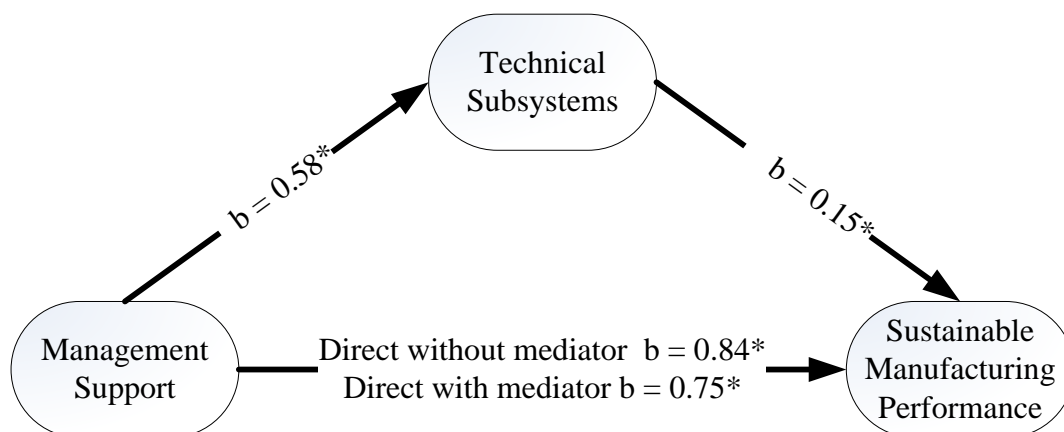 Technical
Subsystems
b = 0.58*
b = 0.15*
Management
Support
Direct without mediator b = 0.84*
Direct with mediator b = 0.75*
Sustainable
Manufacturing
Performance